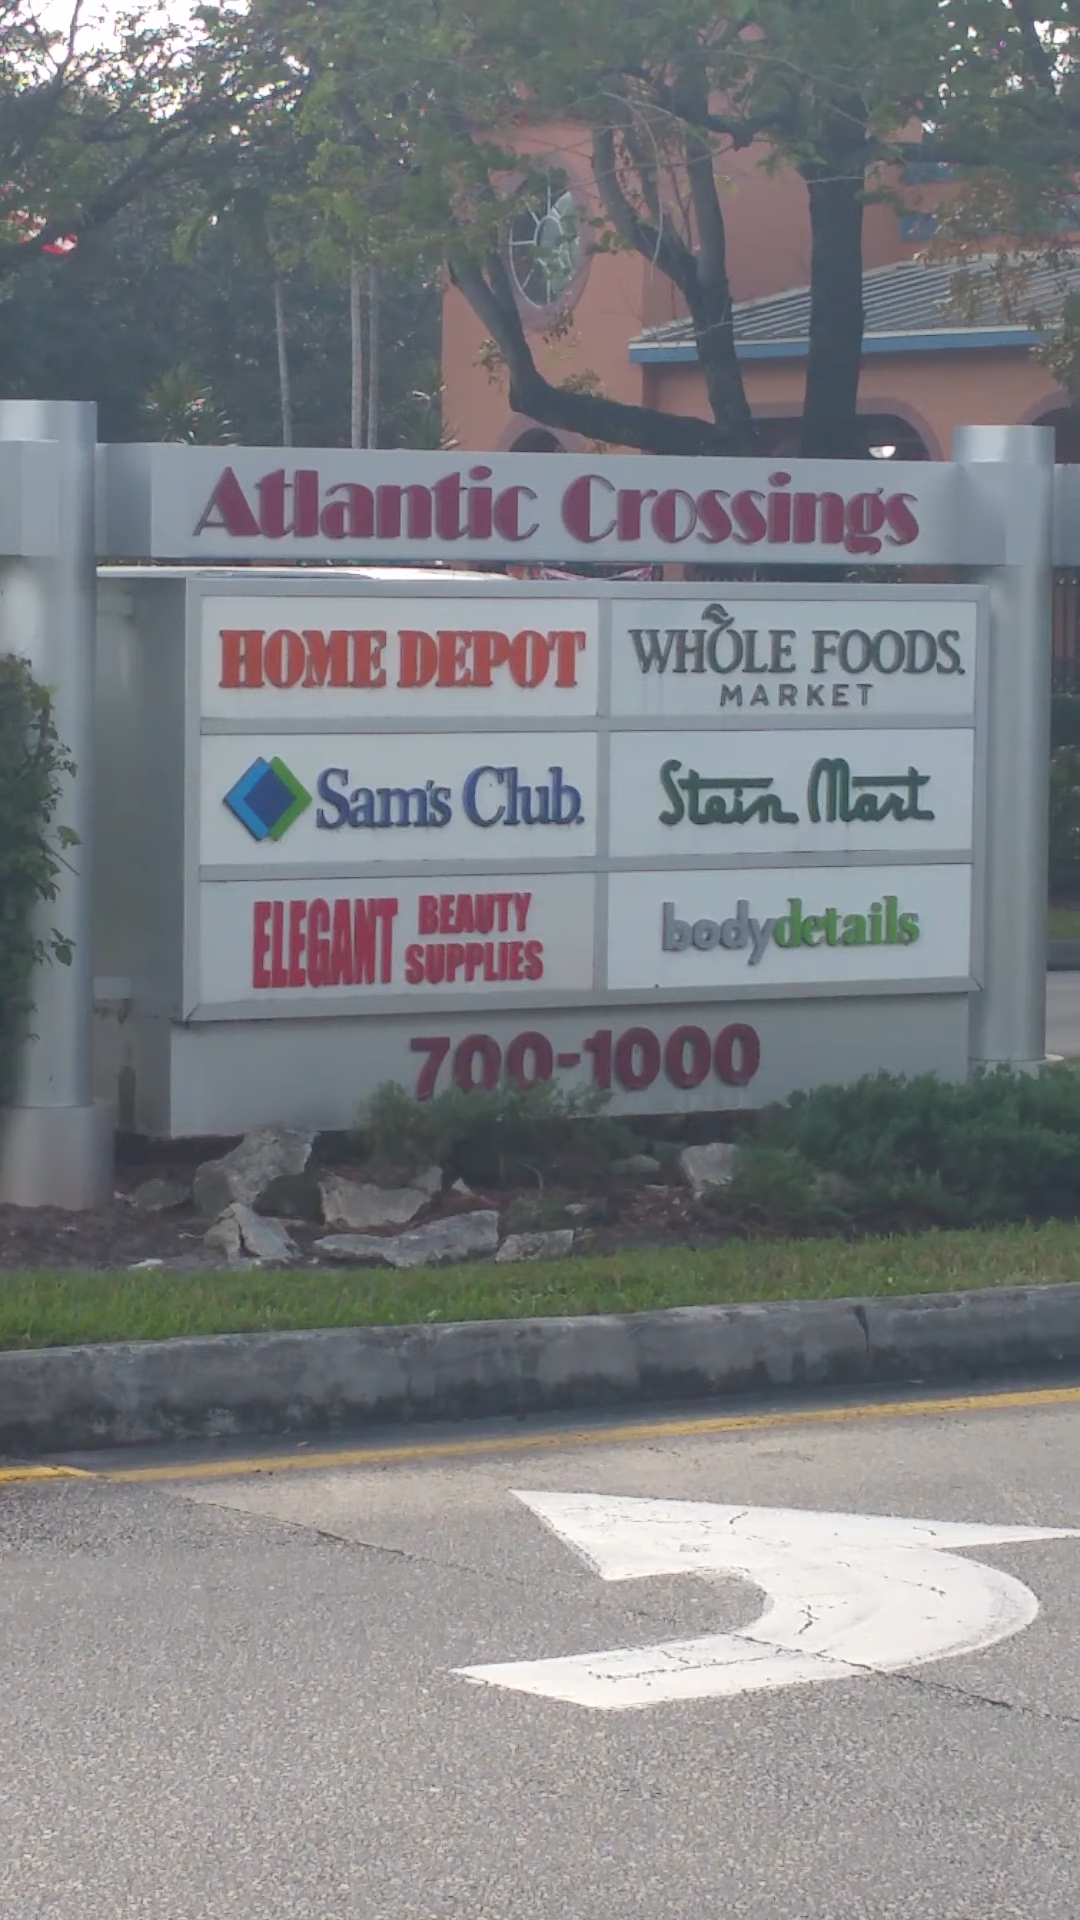 Atlantic Crossings
HOME DEPOT
WHOLE FOODS
MARKET
Sam's Club
Stein Mart
ELEGANT BEAUTY
SUPPLIES
bodydetails
700-1000